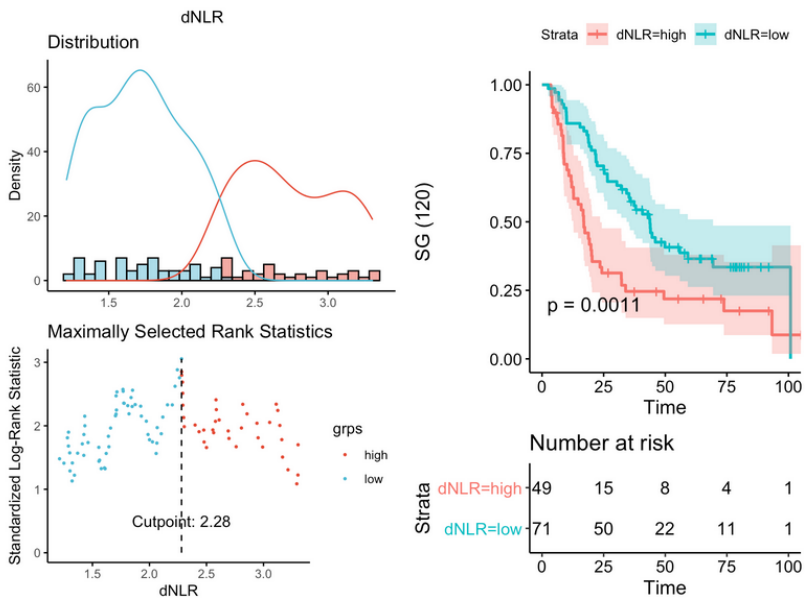 dNLR
Distribution
Density
60
40
20
0
1.5 2.0 2.5 3.0
Maximally Selected Rank Statistics
Standardized Log-Rank Statistic
3
2
1
0
Cutpoint: 2.28
1.5 2.0 2.5 3.0
dNLR
grps
high
low
Strata dNLR=high dNLR=low
SG (120)
1.00
0.75
0.50
0.25
0.00
p = 0.0011
0 25 50 75 100
Time
Number at risk
Strata
dNLR=high 49 15 8 4 1
dNLR=low 71 50 22 11 1
0 25 50 75 100
Time